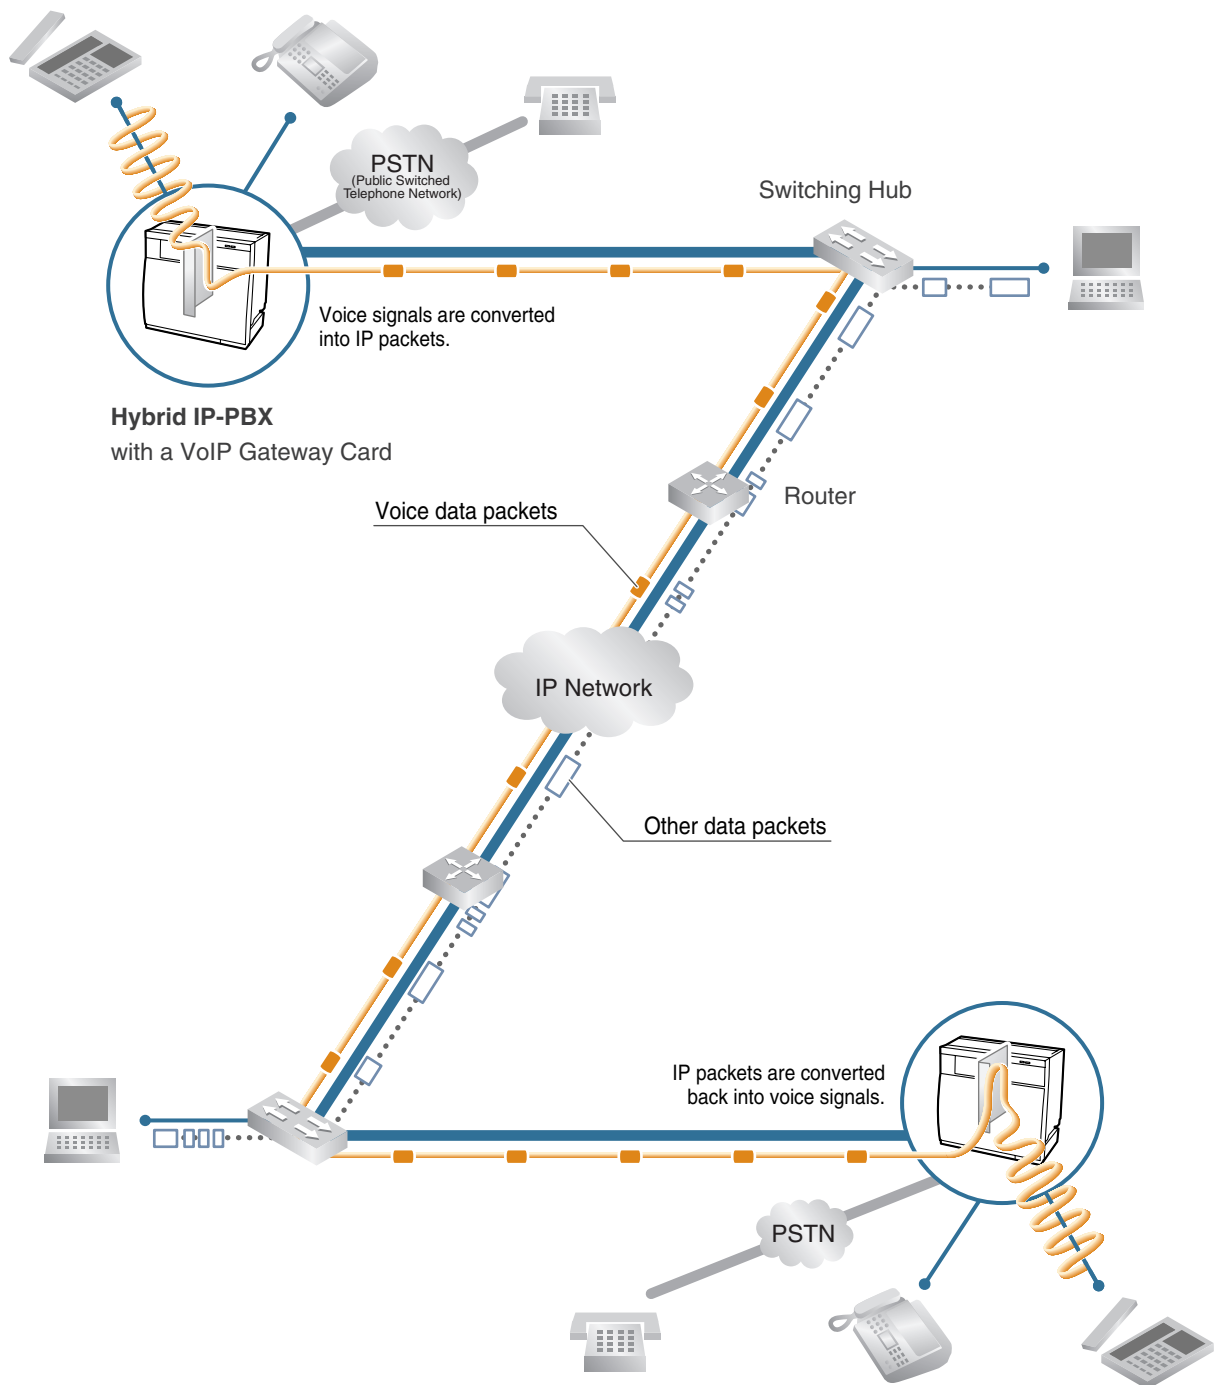 PSTN
(Public Switched
Telephone Network)
Switching Hub
Voice signals are converted
into IP packets.
Hybrid IP-PBX
with a VoIP Gateway Card
Voice data packets
Router
IP Network
Other data packets
IP packets are converted
back into voice signals.
PSTN